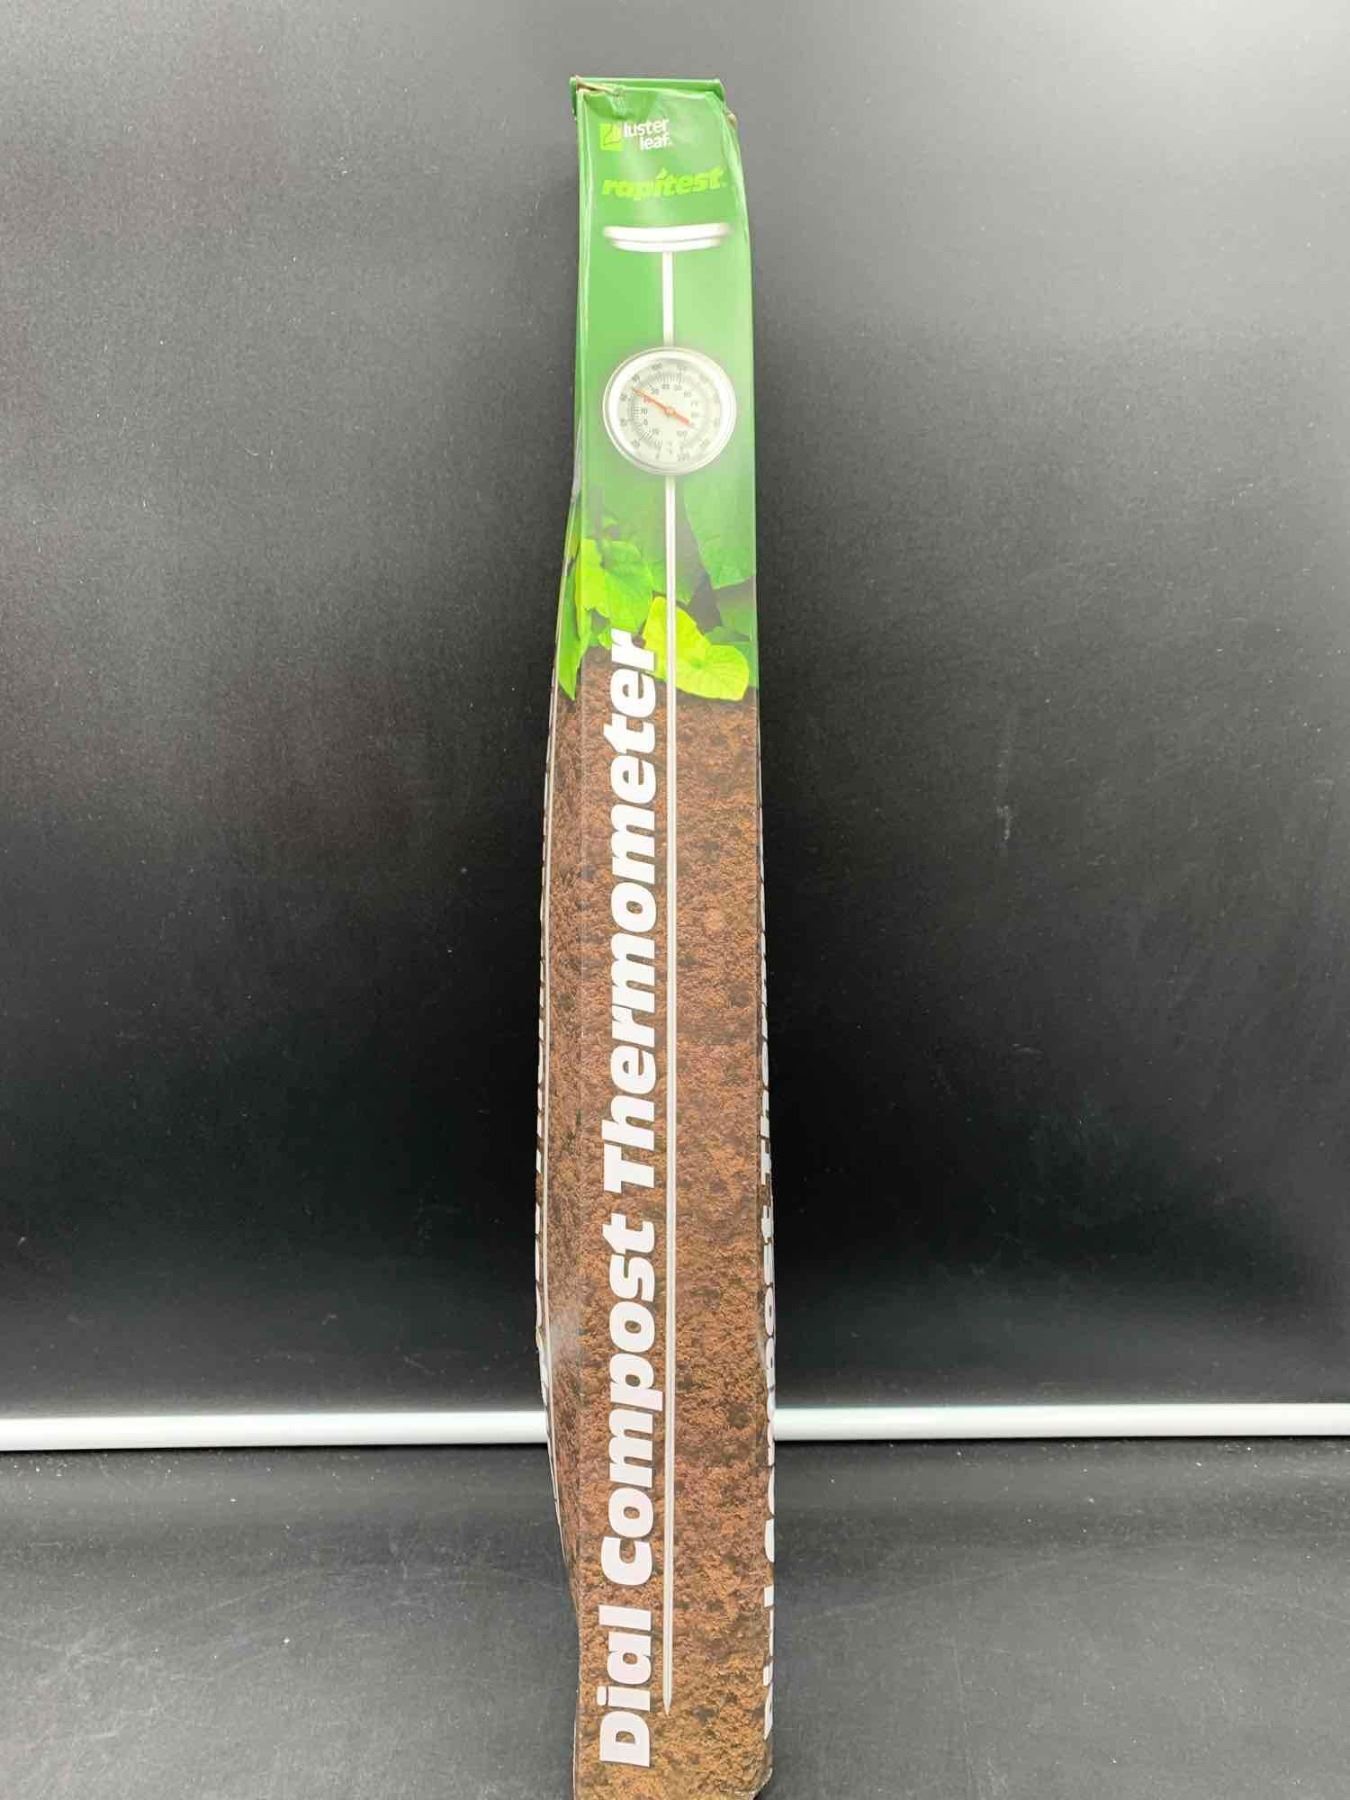 luster
leaf
rapitest
Dial Compost Thermometer